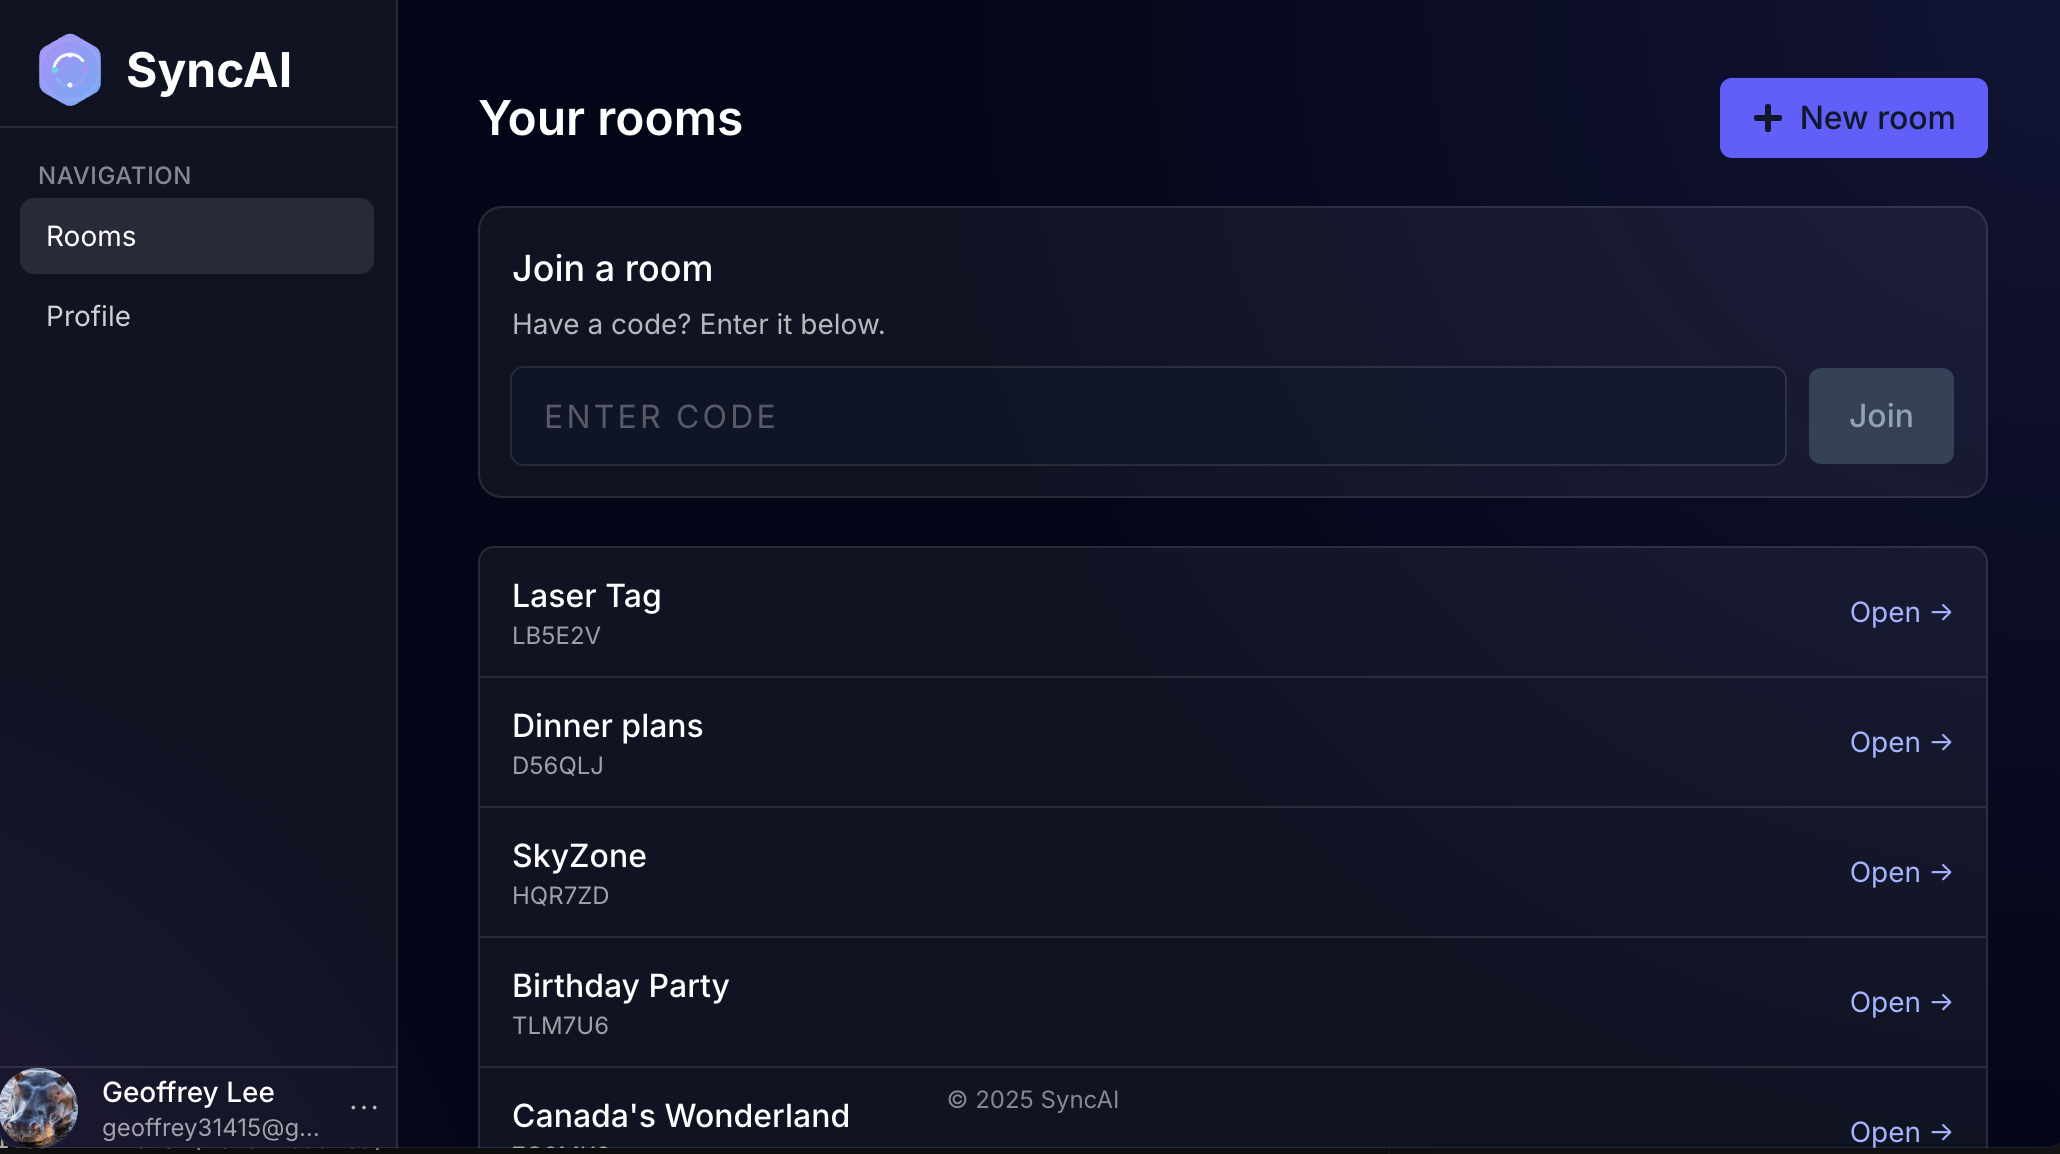 SyncAI
NAVIGATION
Rooms
Profile
Geoffrey Lee
geoffrey31415@g...
...
Your rooms
+ New room
Join a room
Have a code? Enter it below.
ENTER CODE
Join
Laser Tag
LB5E2V
Open →
Dinner plans
D56QLJ
Open →
SkyZone
HQR7ZD
Open →
Birthday Party
TLM7U6
Open →
Canada's Wonderland
Open →
© 2025 SyncAI